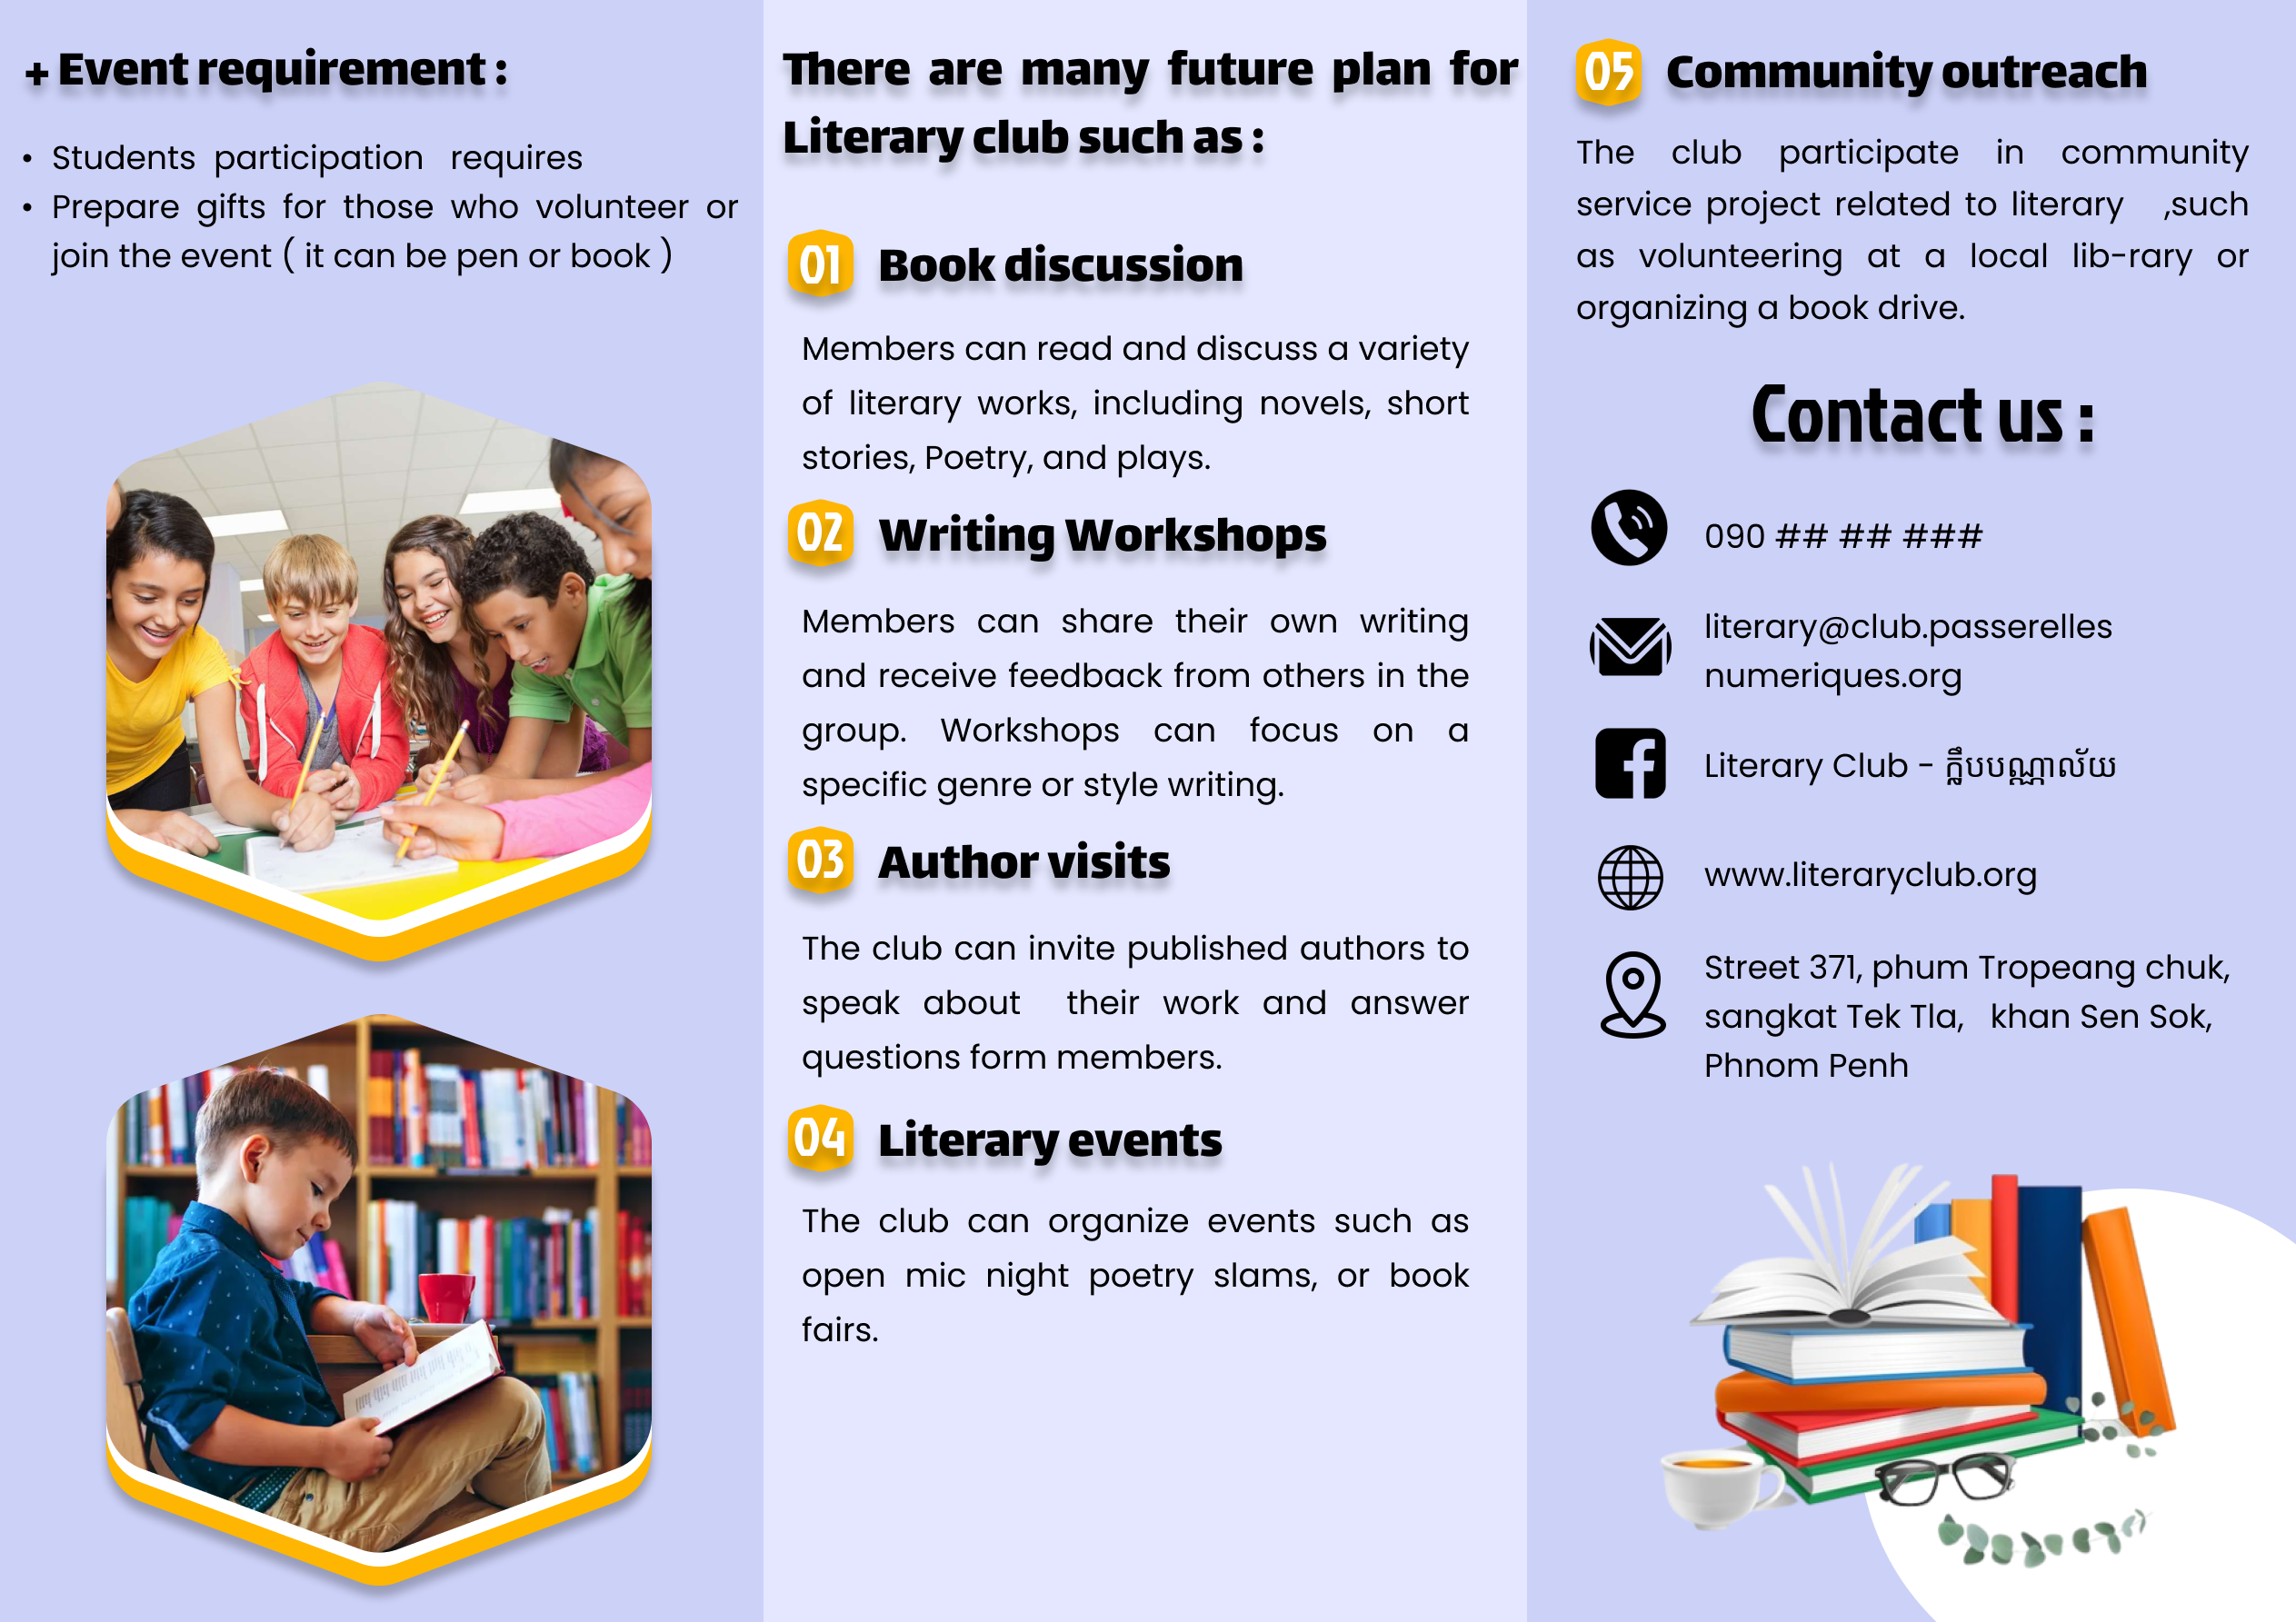 + Event requirement :
• Students participation requires
• Prepare gifts for those who volunteer or
join the event ( it can be pen or book )
There are many future plan for
Literary club such as :
01 Book discussion
Members can read and discuss a variety
of literary works, including novels, short
stories, Poetry, and plays.
02 Writing Workshops
Members can share their own writing
and receive feedback from others in the
group. Workshops can focus on a
specific genre or style writing.
03 Author visits
The club can invite published authors to
speak about their work and answer
questions form members.
04 Literary events
The club can organize events such as
open mic night poetry slams, or book
fairs.
05 Community outreach
The club participate in community
service project related to literary ,such
as volunteering at a local lib-rary or
organizing a book drive.
Contact us :
090 ## ## ###
literary@club.passerelles
numeriques.org
Literary Club - ក្លឹបបណ្ណាល័យ
www.literaryclub.org
Street 371, phum Tropeang chuk,
sangkat Tek Tla, khan Sen Sok,
Phnom Penh